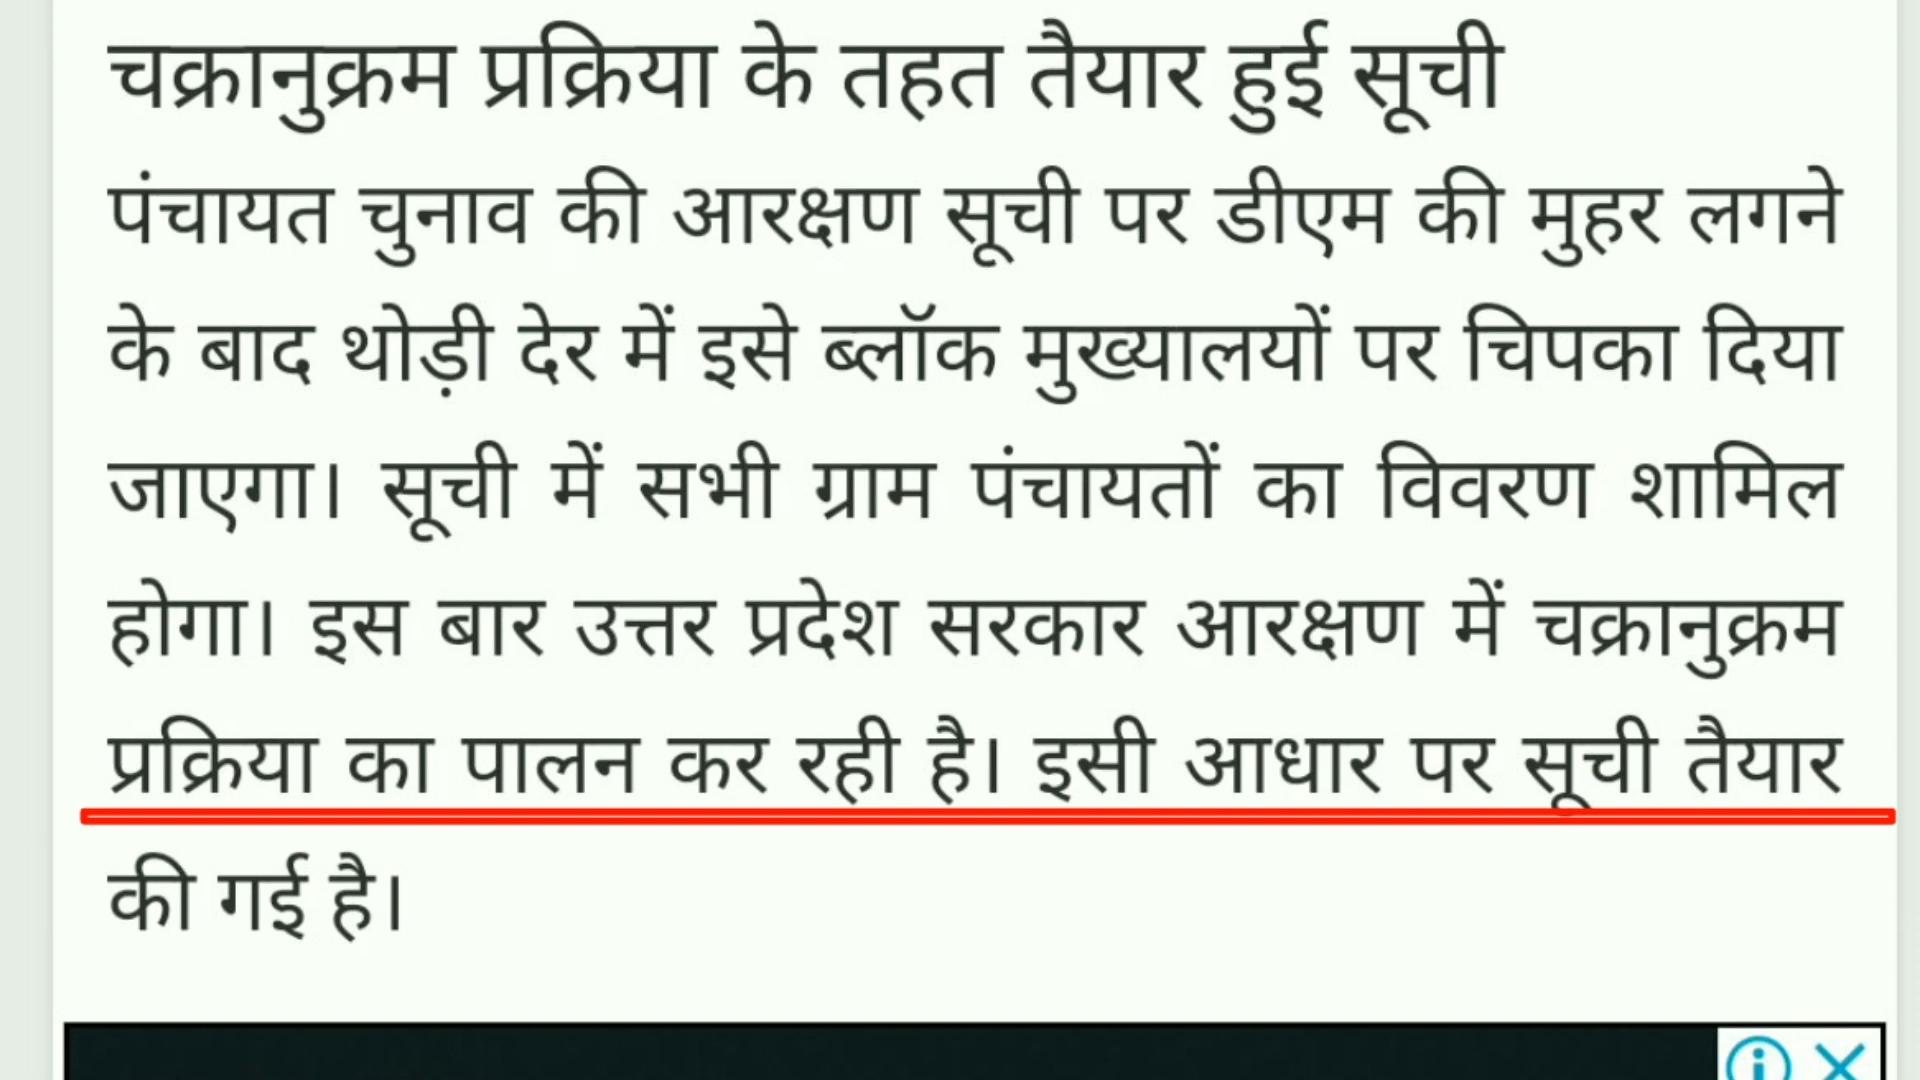 चक्रानुक्रम प्रक्रिया के तहत तैयार हुई सूची
पंचायत चुनाव की आरक्षण सूची पर डीएम की मुहर लगने
के बाद थोड़ी देर में इसे ब्लॉक मुख्यालयों पर चिपका दिया
जाएगा। सूची में सभी ग्राम पंचायतों का विवरण शामिल
होगा। इस बार उत्तर प्रदेश सरकार आरक्षण में चक्रानुक्रम
प्रक्रिया का पालन कर रही है। इसी आधार पर सूची तैयार
की गई है।